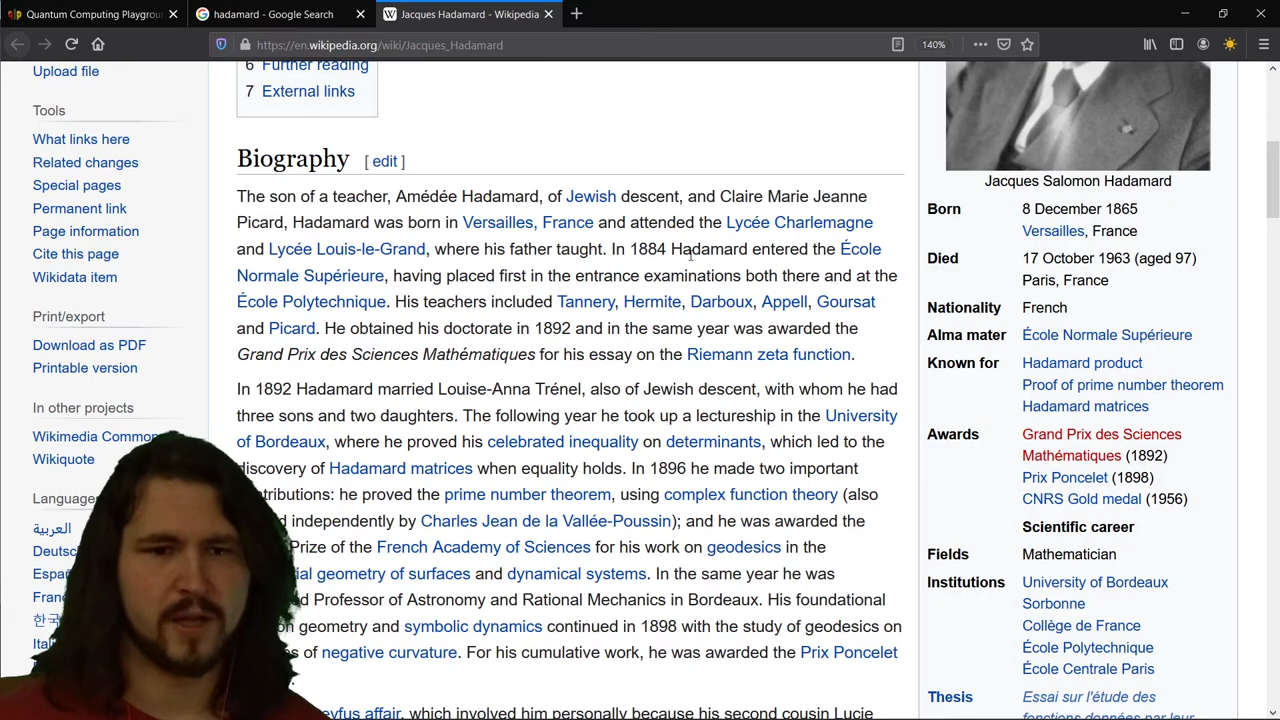 Quantum Computing Playgroun
hadamard - Google Search
Jacques Hadamard - Wikipedia
https://en.wikipedia.org/wiki/Jacques_Hadamard
140%
Upload file
Tools
What links here
Related changes
Special pages
Permanent link
Page information
Cite this page
Wikidata item
Print/export
Download as PDF
Printable version
In other projects
Wikimedia Commo
Wikiquote
Language
العربية
Deutsc
Espa
Franç
한국
Ital
6 Further reading
7 External links
Biography [ edit ]
The son of a teacher, Amédée Hadamard, of Jewish descent, and Claire Marie Jeanne
Picard, Hadamard was born in Versailles, France and attended the Lycée Charlemagne
and Lycée Louis-le-Grand, where his father taught. In 1884 Hadamard entered the École
Normale Supérieure, having placed first in the entrance examinations both there and at the
École Polytechnique. His teachers included Tannery, Hermite, Darboux, Appell, Goursat
and Picard. He obtained his doctorate in 1892 and in the same year was awarded the
Grand Prix des Sciences Mathématiques for his essay on the Riemann zeta function.
In 1892 Hadamard married Louise-Anna Trénel, also of Jewish descent, with whom he had
three sons and two daughters. The following year he took up a lectureship in the University
of Bordeaux, where he proved his celebrated inequality on determinants, which led to the
discovery of Hadamard matrices when equality holds. In 1896 he made two important
ntributions: he proved the prime number theorem, using complex function theory (also
independently by Charles Jean de la Vallée-Poussin); and he was awarded the
Prize of the French Academy of Sciences for his work on geodesics in the
ial geometry of surfaces and dynamical systems. In the same year he was
d Professor of Astronomy and Rational Mechanics in Bordeaux. His foundational
on geometry and symbolic dynamics continued in 1898 with the study of geodesics on
s of negative curvature. For his cumulative work, he was awarded the Prix Poncelet
eyfus affair, which involved him personally because his second cousin Lucie
Jacques Salomon Hadamard
Born 8 December 1865
Versailles, France
Died 17 October 1963 (aged 97)
Paris, France
Nationality French
Alma mater École Normale Supérieure
Known for Hadamard product
Proof of prime number theorem
Hadamard matrices
Awards Grand Prix des Sciences
Mathématiques (1892)
Prix Poncelet (1898)
CNRS Gold medal (1956)
Scientific career
Fields Mathematician
Institutions University of Bordeaux
Sorbonne
Collège de France
École Polytechnique
École Centrale Paris
Thesis Essai sur l'étude des
fonctions données par leur